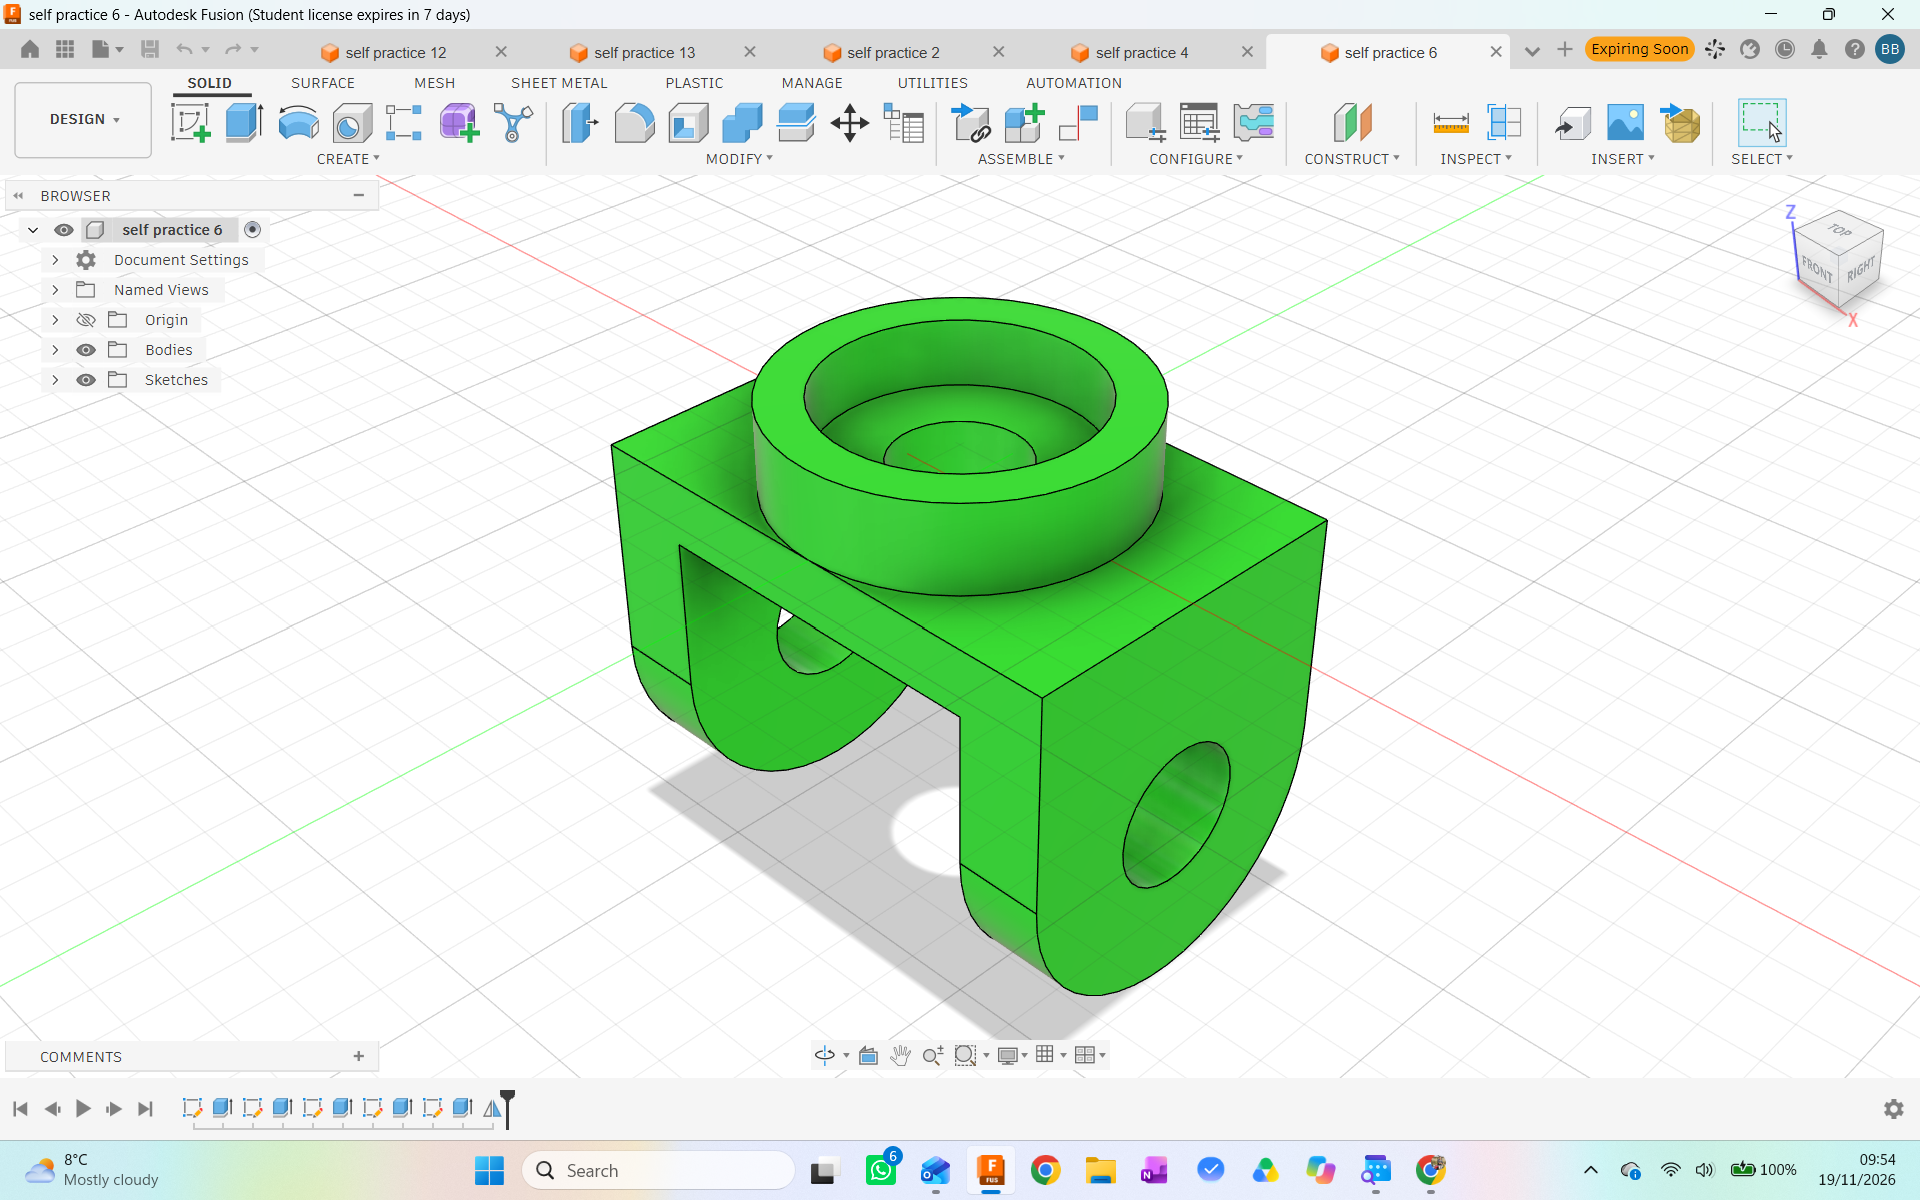 self practice 6 - Autodesk Fusion (Student license expires in 7 days)
self practice 12
self practice 13
self practice 2
self practice 4
self practice 6
Expiring Soon
BB
SOLID
SURFACE
MESH
SHEET METAL
PLASTIC
MANAGE
UTILITIES
AUTOMATION
DESIGN
CREATE
MODIFY
ASSEMBLE
CONFIGURE
CONSTRUCT
INSPECT
INSERT
SELECT
BROWSER
self practice 6
Document Settings
Named Views
Origin
Bodies
Sketches
Z
TOP
FRONT
RIGHT
X
COMMENTS
8°C
Mostly cloudy
Search
6
FUS
100%
09:54
19/11/2026